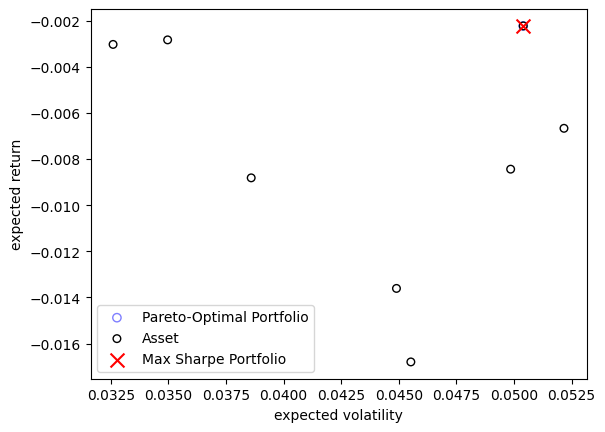 −0.002
−0.004
−0.006
−0.008
−0.010
−0.012
−0.014
−0.016
expected return
Pareto-Optimal Portfolio
Asset
Max Sharpe Portfolio
0.0325 0.0350 0.0375 0.0400 0.0425 0.0450 0.0475 0.0500 0.0525
expected volatility